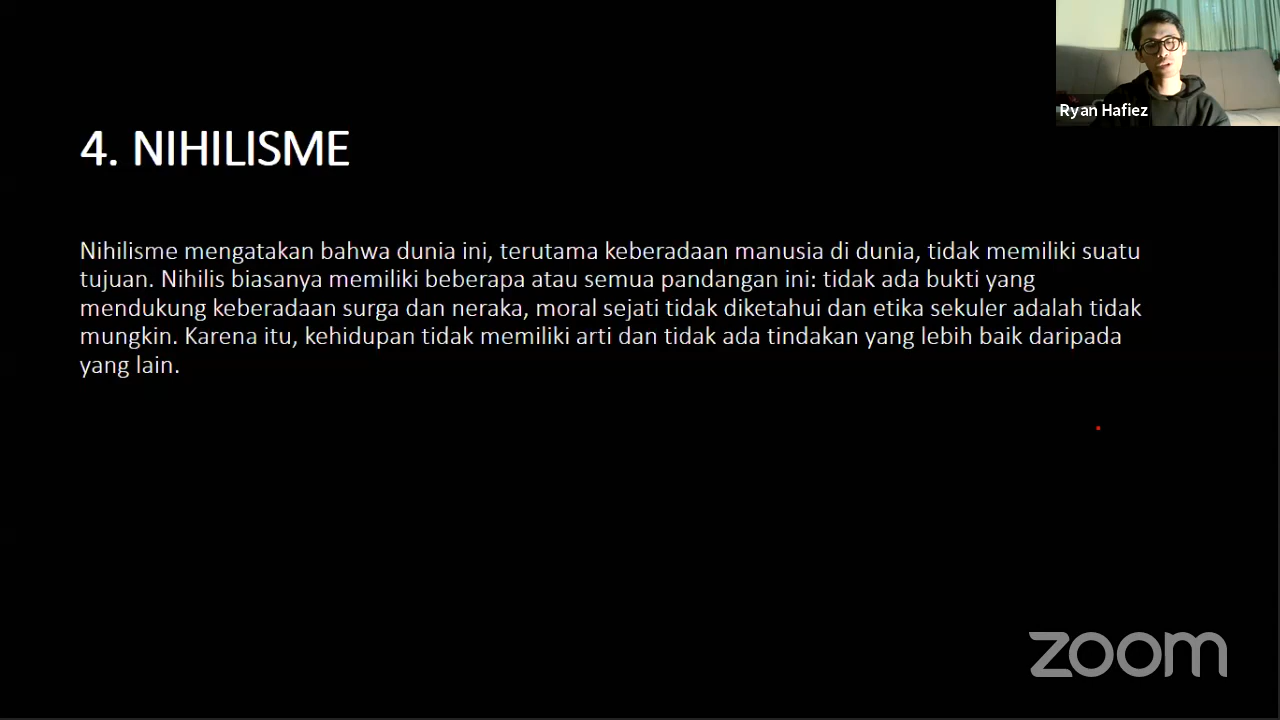 Ryan Hafiez
4. NIHILISME
Nihilisme mengatakan bahwa dunia ini, terutama keberadaan manusia di dunia, tidak memiliki suatu
tujuan. Nihilis biasanya memiliki beberapa atau semua pandangan ini: tidak ada bukti yang
mendukung keberadaan surga dan neraka, moral sejati tidak diketahui dan etika sekuler adalah tidak
mungkin. Karena itu, kehidupan tidak memiliki arti dan tidak ada tindakan yang lebih baik daripada
yang lain.
zoom